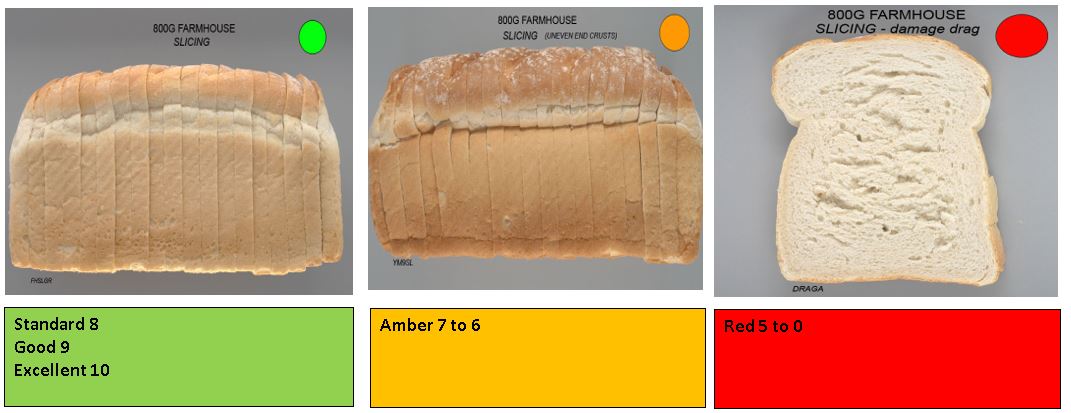 800G FARMHOUSE
SLICING
FHSLGR
800G FARMHOUSE
SLICING (UNEVEN END CRUSTS)
YM9GL
800G FARMHOUSE
SLICING - damage drag
DRAGA
Standard 8
Good 9
Excellent 10
Amber 7 to 6
Red 5 to 0